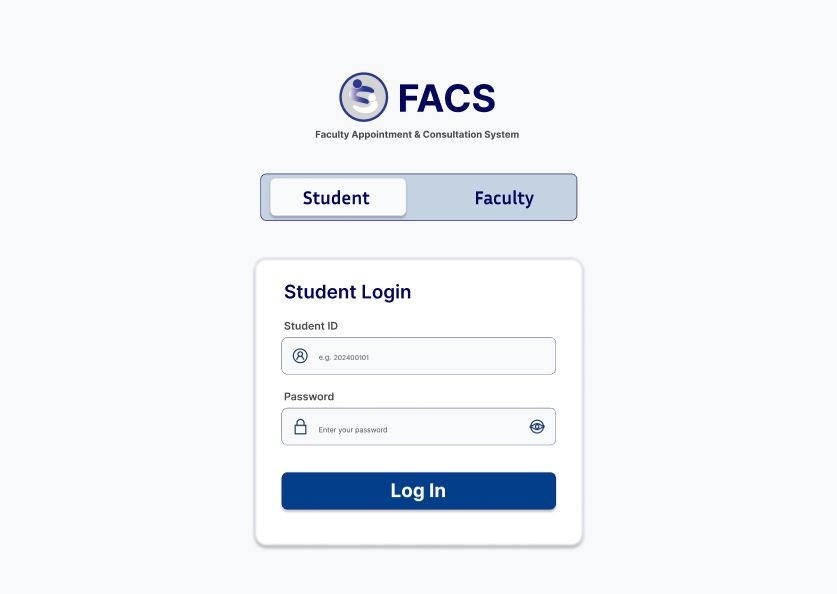 FACS
Faculty Appointment & Consultation System
Student Faculty
Student Login
Student ID
e.g. 202400101
Password
Enter your password
Log In